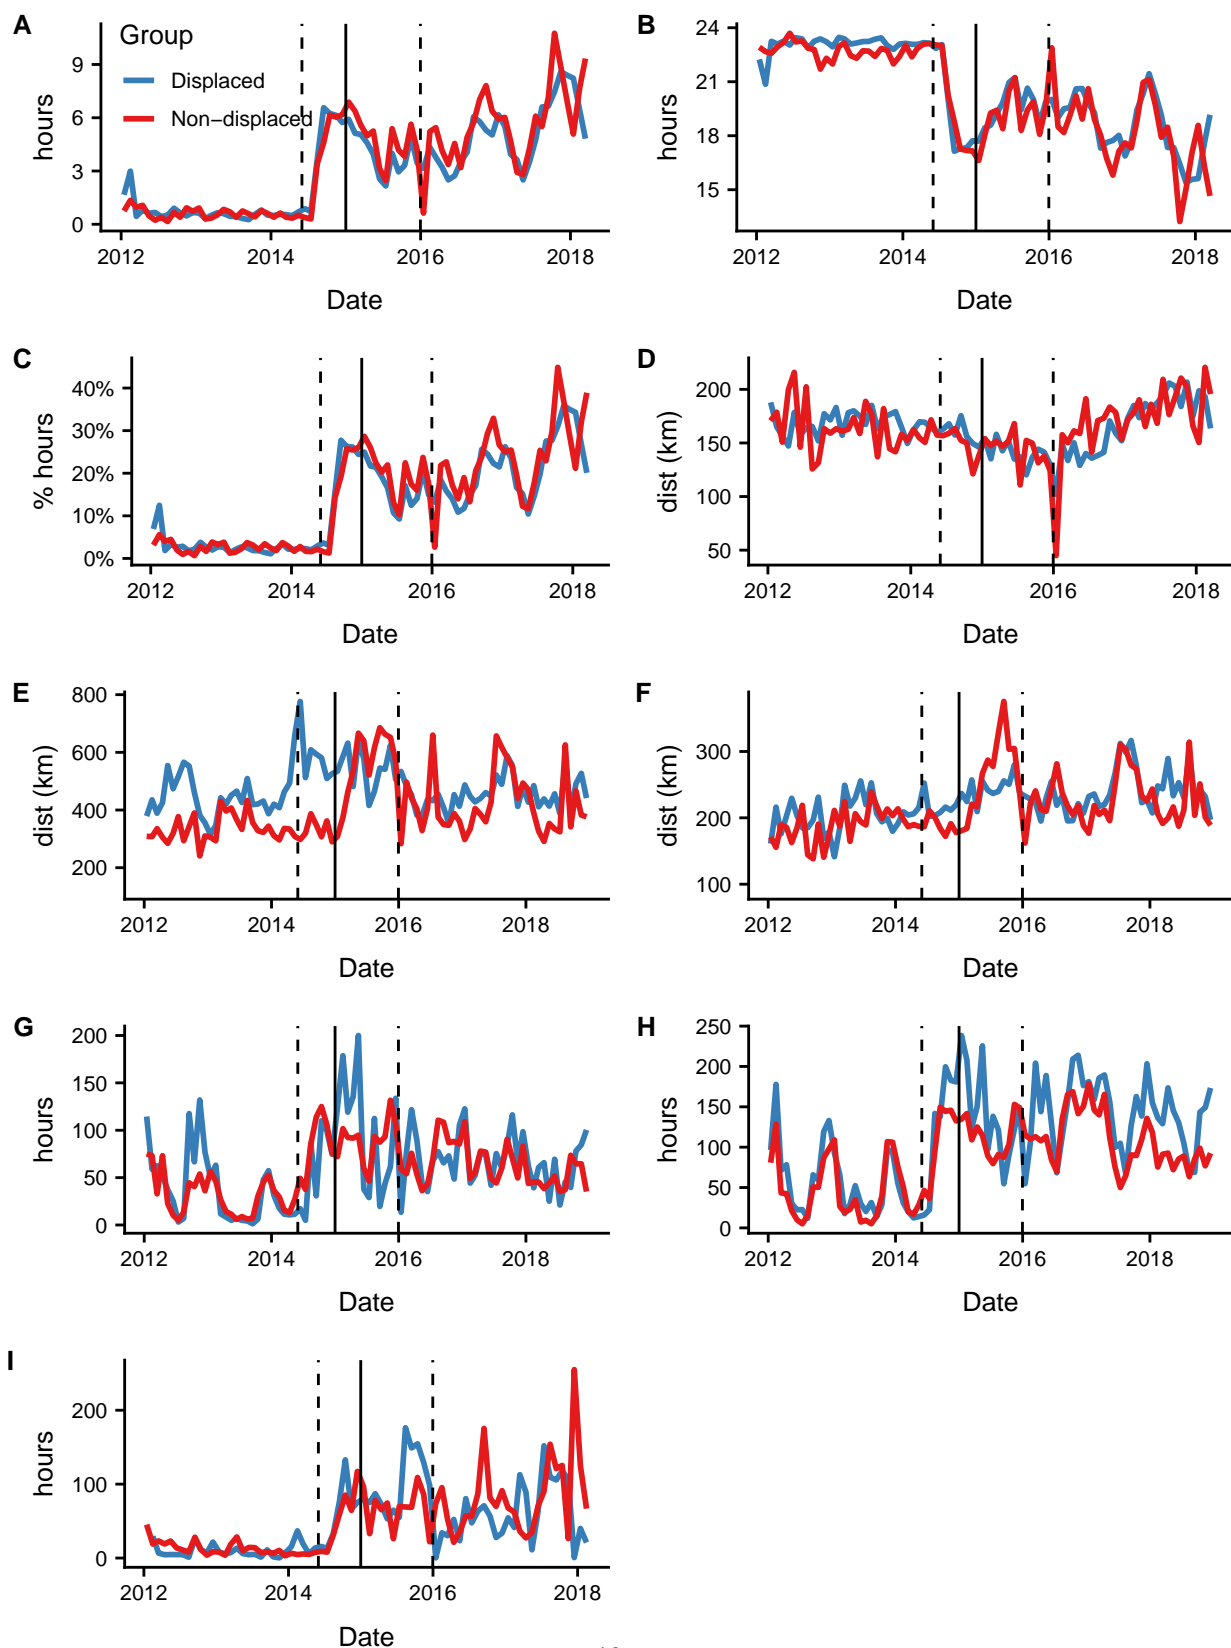 A
Group
Displaced
Non−displaced
hours
9
6
3
0
2012 2014 2016 2018
Date
B
hours
24
21
18
15
2012 2014 2016 2018
Date
C
% hours
40%
30%
20%
10%
0%
2012 2014 2016 2018
Date
D
dist (km)
200
150
100
50
2012 2014 2016 2018
Date
E
dist (km)
800
600
400
200
2012 2014 2016 2018
Date
F
dist (km)
300
200
100
2012 2014 2016 2018
Date
G
hours
200
150
100
50
0
2012 2014 2016 2018
Date
H
hours
250
200
150
100
50
0
2012 2014 2016 2018
Date
I
hours
200
100
0
2012 2014 2016 2018
Date